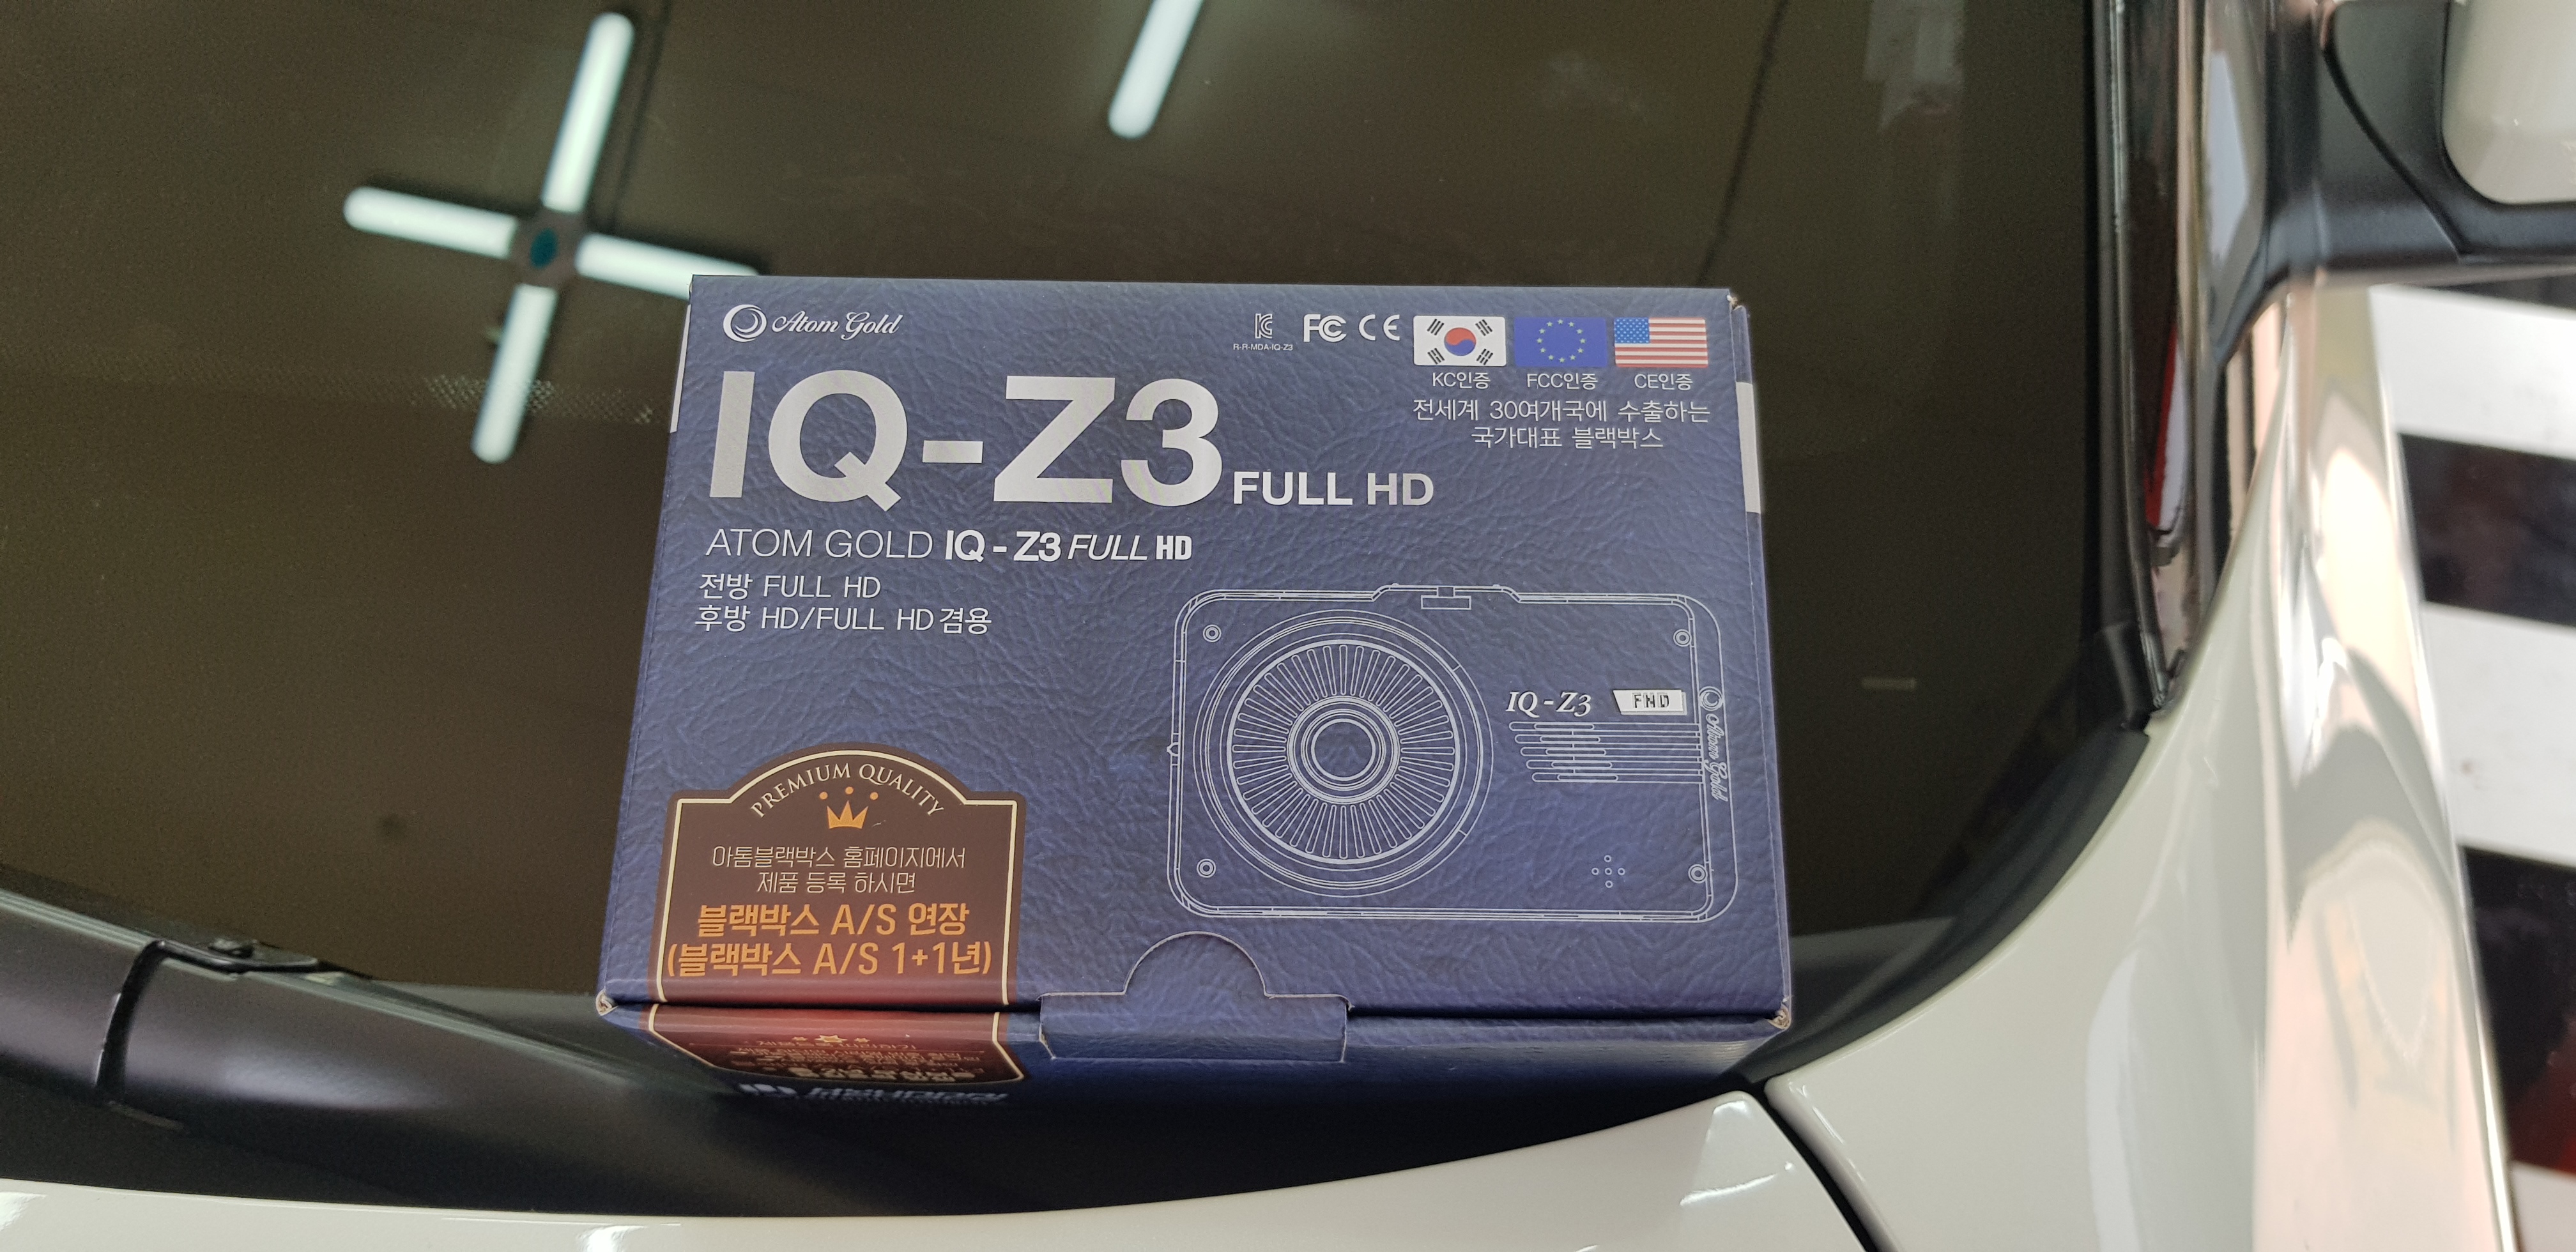 Atom Gold
FC CE
R-R-MDA-IQ-Z3
KC인증 FCC인증 CE인증
전세계 30여개국에 수출하는
국가대표 블랙박스
IQ-Z3 FULL HD
ATOM GOLD IQ - Z3 FULL HD
전방 FULL HD
후방 HD/FULL HD 겸용
IQ-Z3 FHD
Atom Gold
PREMIUM QUALITY
아톰블랙박스 홈페이지에서
제품 등록 하시면
블랙박스 A/S 연장
(블랙박스 A/S 1+1년)